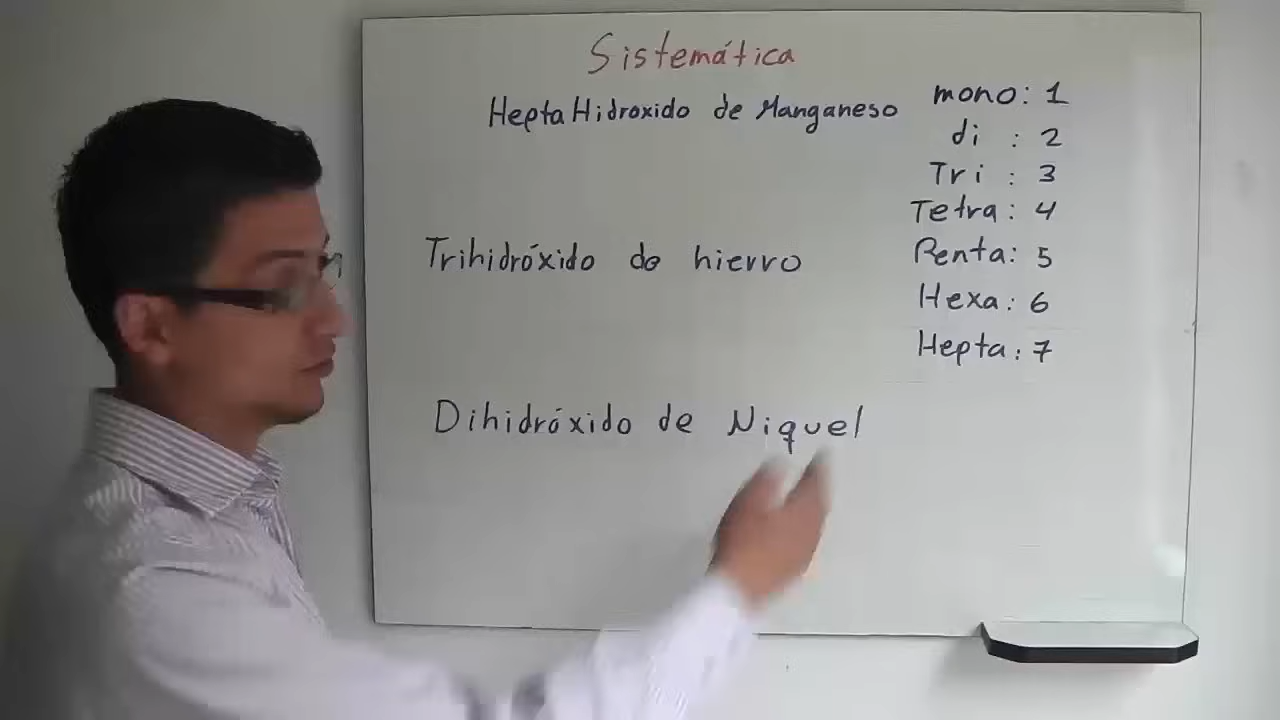 Sistemática
HeptaHidroxido de Manganeso
Trihidróxido de hierro
Dihidróxido de Niquel
mono: 1
di : 2
Tri : 3
Tetra: 4
Penta: 5
Hexa: 6
Hepta: 7